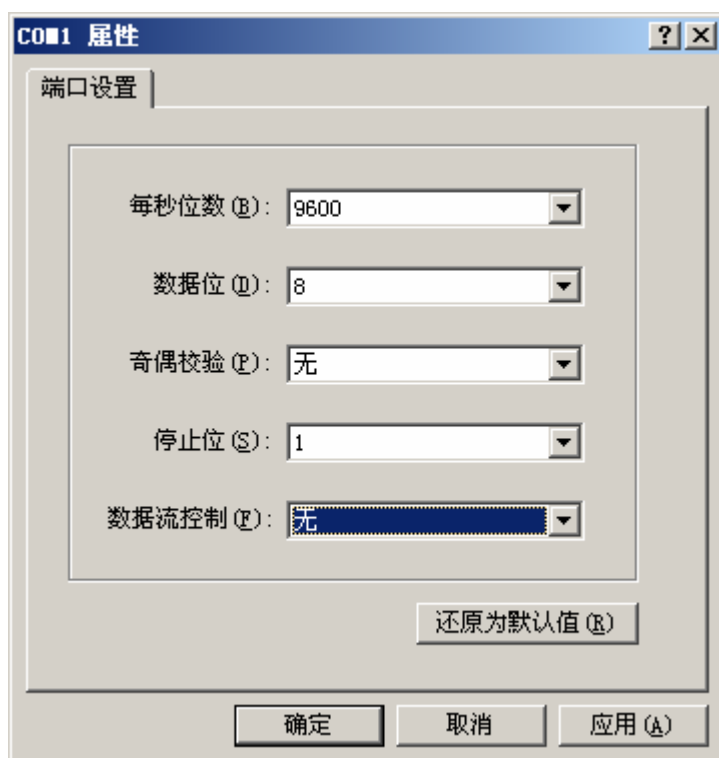 COM1 属性
端口设置
每秒位数(B): 9600
数据位(D): 8
奇偶校验(P): 无
停止位(S): 1
数据流控制(F): 无
还原为默认值(R)
确定 取消 应用(A)